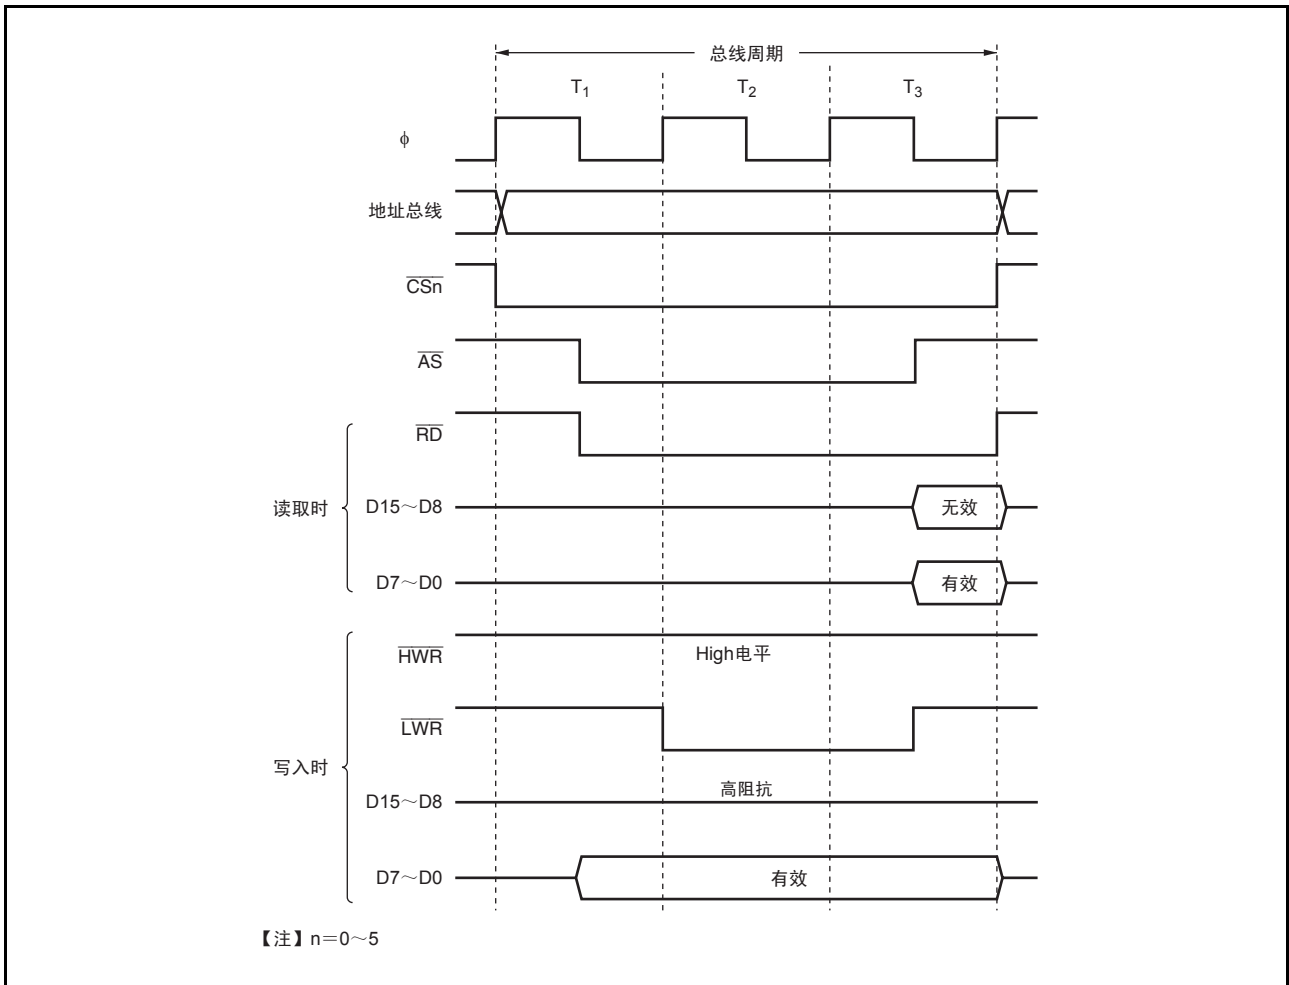 总线周期
T1 T2 T3
ϕ
地址总线
CSn
AS
RD
读取时
D15～D8 无效
D7～D0 有效
HWR High电平
LWR
写入时
D15～D8 高阻抗
D7～D0 有效
【注】n＝0～5